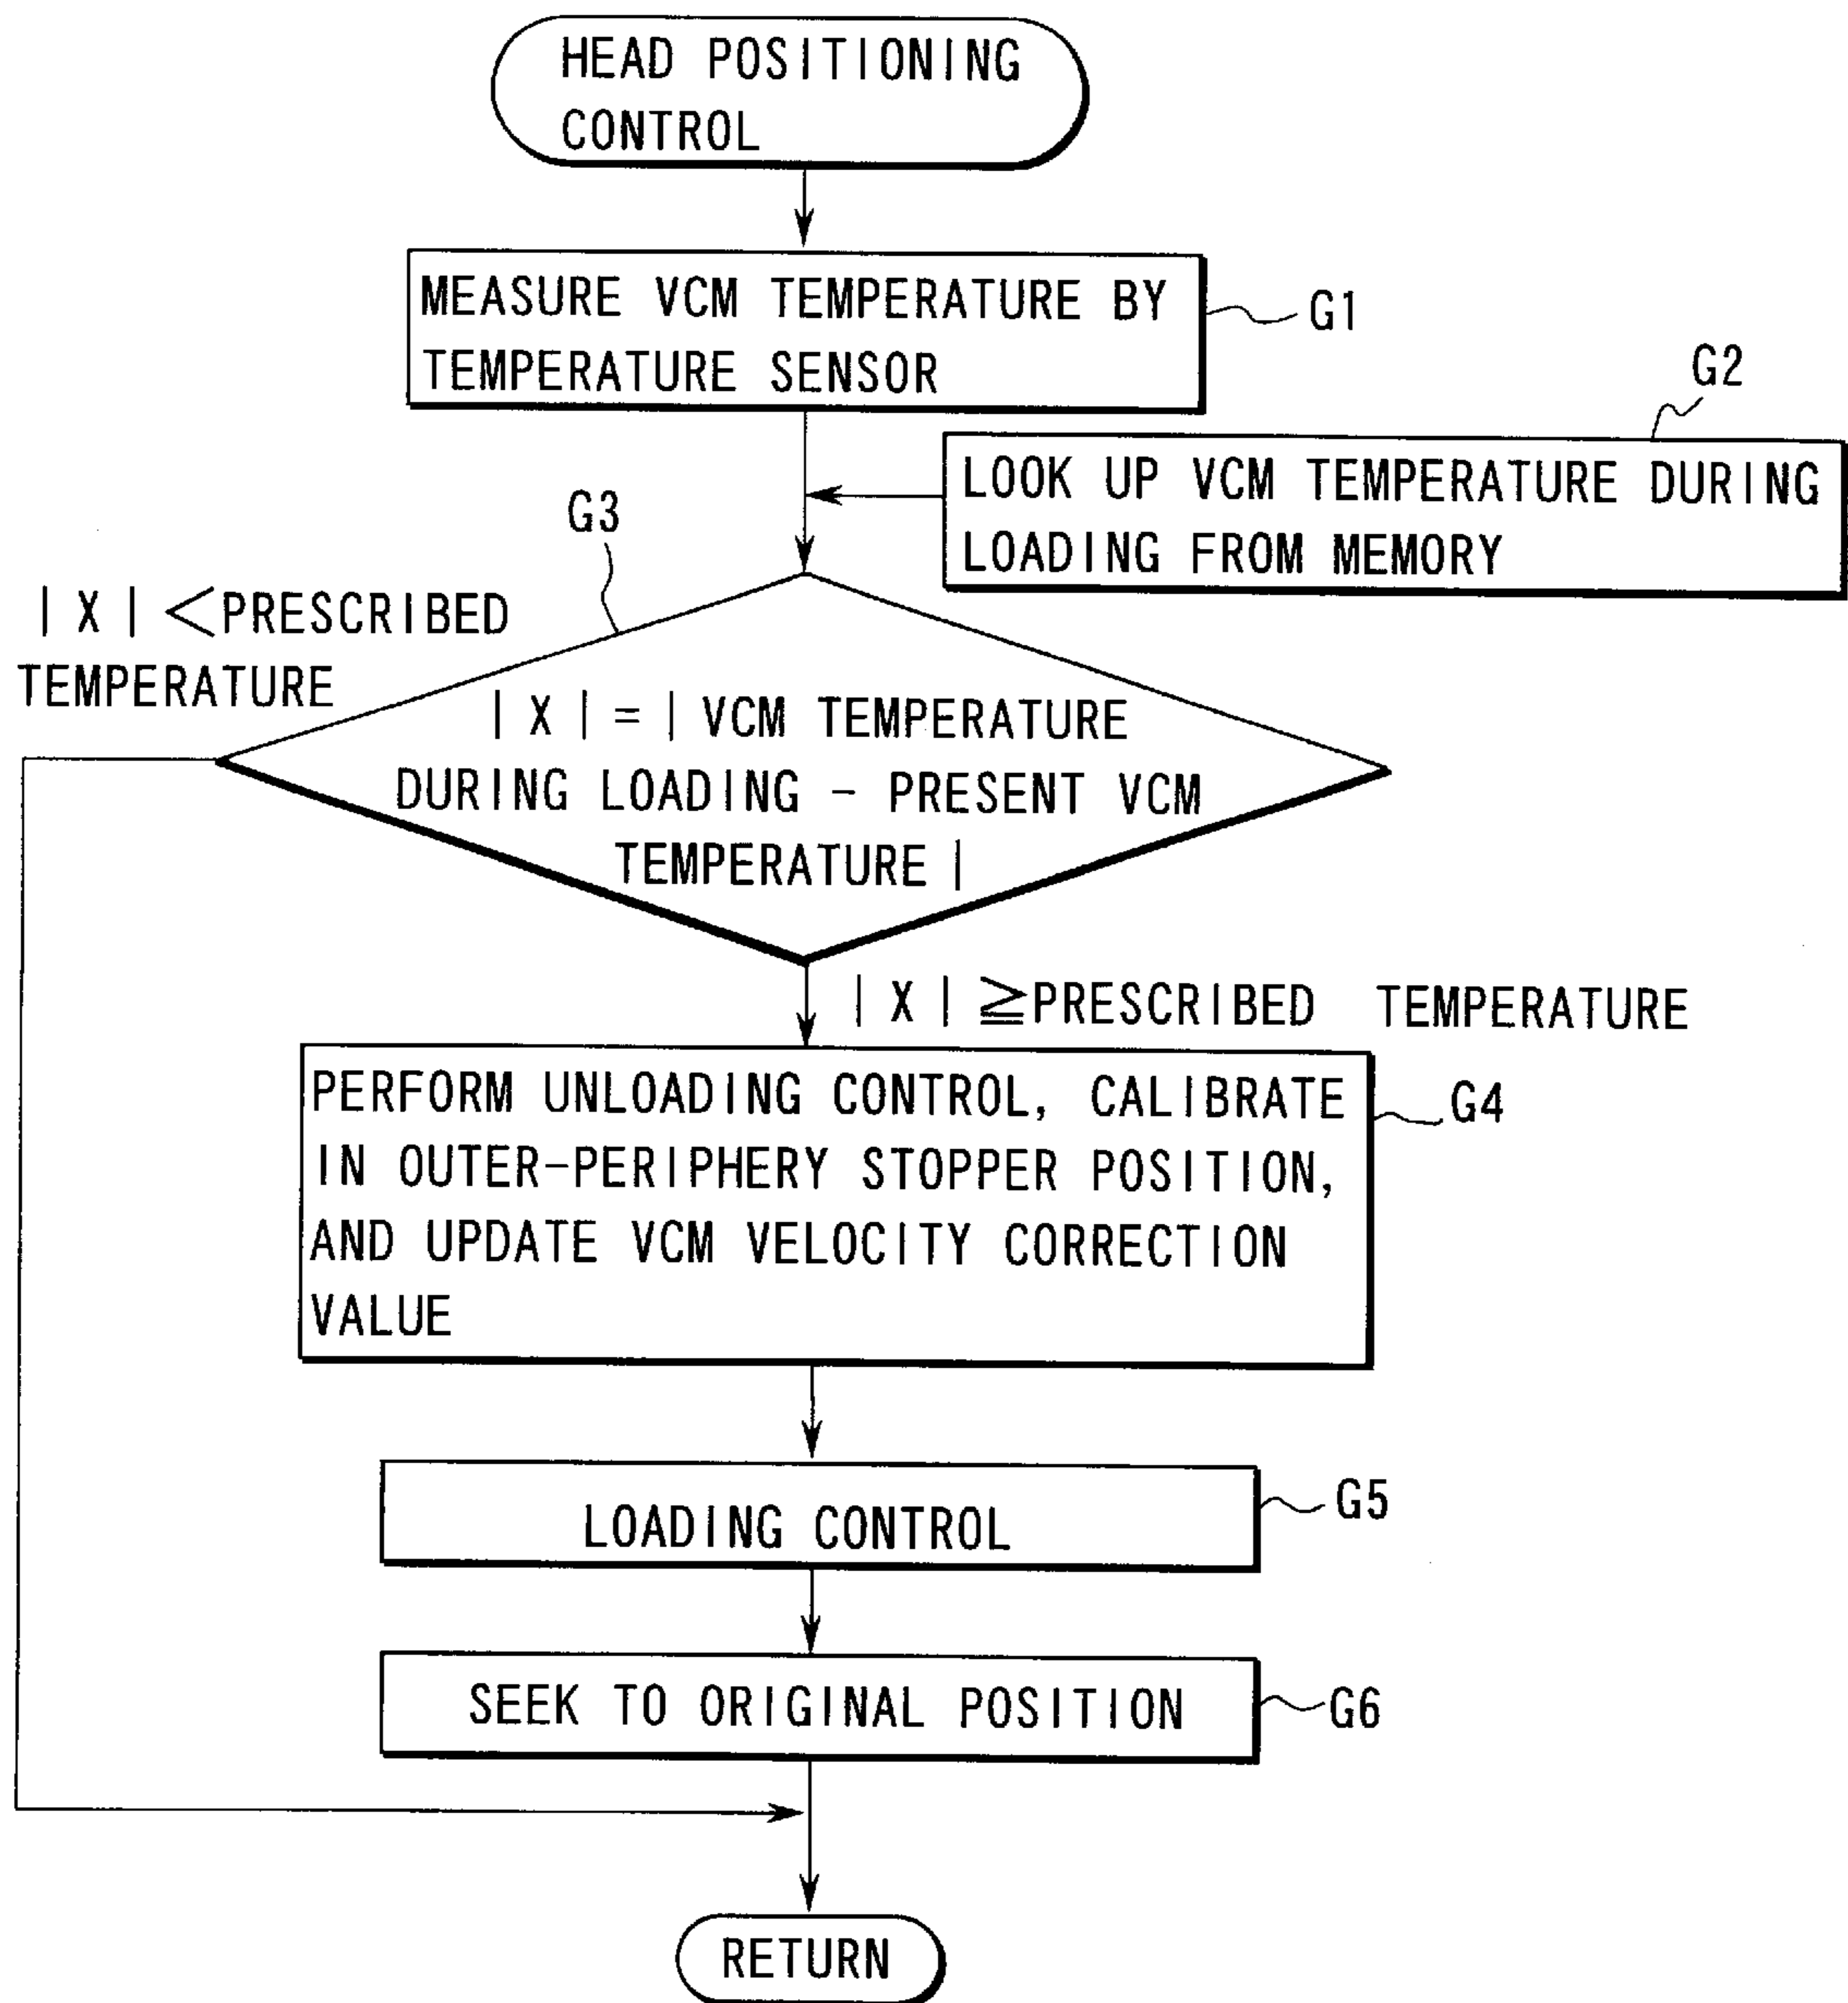 HEAD POSITIONING
CONTROL
MEASURE VCM TEMPERATURE BY
TEMPERATURE SENSOR
G1
G2
LOOK UP VCM TEMPERATURE DURING
LOADING FROM MEMORY
G3
| X | <PRESCRIBED
TEMPERATURE
| X | = | VCM TEMPERATURE
DURING LOADING - PRESENT VCM
TEMPERATURE |
| X | ≧PRESCRIBED TEMPERATURE
PERFORM UNLOADING CONTROL, CALIBRATE
IN OUTER-PERIPHERY STOPPER POSITION,
AND UPDATE VCM VELOCITY CORRECTION
VALUE
G4
LOADING CONTROL
G5
SEEK TO ORIGINAL POSITION
G6
RETURN